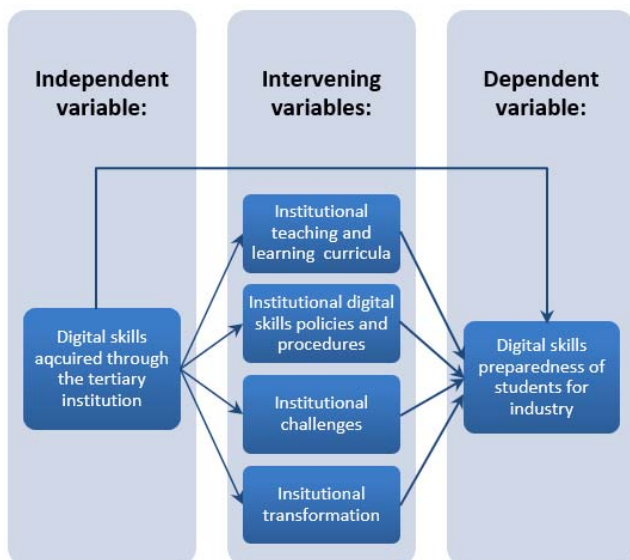 Independent
variable:
Intervening
variables:
Dependent
variable:
Institutional
teaching and
learning curricula
Institutional digital
skills policies and
procedures
Digital skills
aqcuired through
the tertiary
institution
Digital skills
preparedness of
students for
industry
Institutional
challenges
Insitutional
transformation